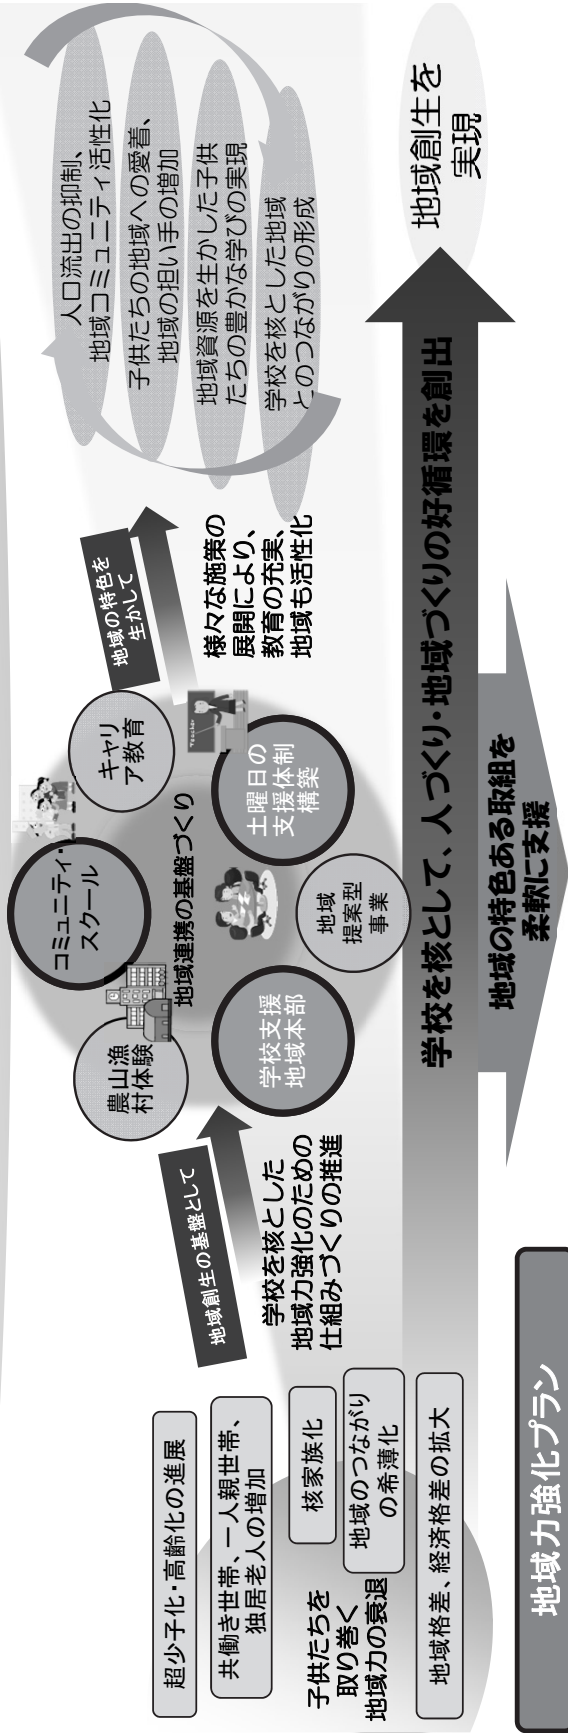 超少子化・高齢化の進展
共働き世帯、一人親世帯、
独居老人の増加
子供たちを
取り巻く
地域力の衰退
核家族化
地域のつながり
の希薄化
地域格差、経済格差の拡大
地域創生の基盤として
学校を核とした
地域力強化のための
仕組みづくりの推進
コミュニティ・
スクール
農山漁
村体験
キャリ
ア教育
地域連携の基盤づくり
Teacher
学校支援
地域本部
土曜日の
支援体制
構築
地域
提案型
事業
地域の特色を
生かして
様々な施策の
展開により、
教育の充実、
地域も活性化
人口流出の抑制、
地域コミュニティ活性化
子供たちの地域への愛着、
地域の担い手の増加
地域資源を生かした子供
たちの豊かな学びの実現
学校を核とした地域
とのつながりの形成
学校を核として、人づくり・地域づくりの好循環を創出
地域創生を
実現
地域の特色ある取組を
柔軟に支援
地域力強化プラン